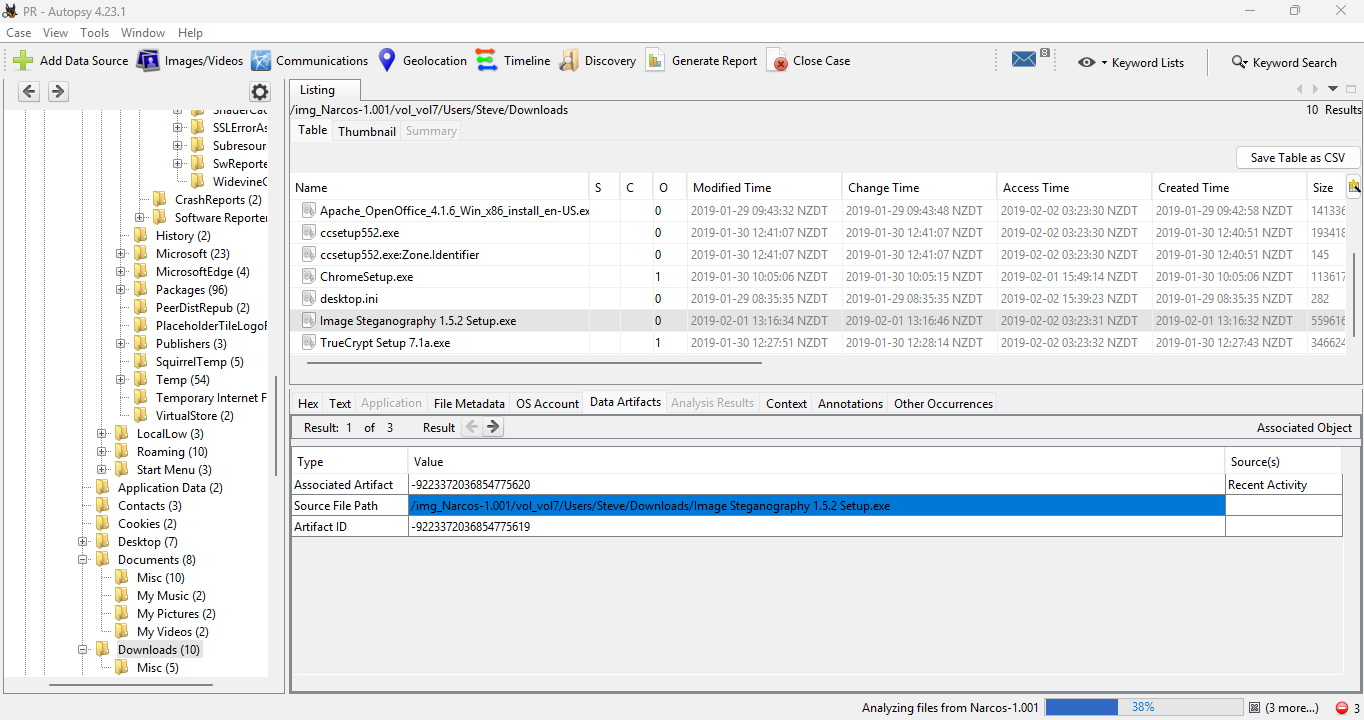 PR - Autopsy 4.23.1
Case View Tools Window Help
Add Data Source Images/Videos Communications Geolocation Timeline Discovery Generate Report Close Case 8 Keyword Lists Keyword Search
SSLErrorAs
Subresour
SwReporte
WidevineC
CrashReports (2)
Software Reporter
History (2)
Microsoft (23)
MicrosoftEdge (4)
Packages (96)
PeerDistRepub (2)
PlaceholderTileLogoF
Publishers (3)
SquirrelTemp (5)
Temp (54)
Temporary Internet F
VirtualStore (2)
LocalLow (3)
Roaming (10)
Start Menu (3)
Application Data (2)
Contacts (3)
Cookies (2)
Desktop (7)
Documents (8)
Misc (10)
My Music (2)
My Pictures (2)
My Videos (2)
Downloads (10)
Misc (5)
Listing
/img_Narcos-1.001/vol_vol7/Users/Steve/Downloads 10 Results
Table Thumbnail Summary
Save Table as CSV
Name S C O Modified Time Change Time Access Time Created Time Size
Apache_OpenOffice_4.1.6_Win_x86_install_en-US.ex 0 2019-01-29 09:43:32 NZDT 2019-01-29 09:43:48 NZDT 2019-02-02 03:23:30 NZDT 2019-01-29 09:42:58 NZDT 141336
ccsetup552.exe 0 2019-01-30 12:41:07 NZDT 2019-01-30 12:41:07 NZDT 2019-02-02 03:23:30 NZDT 2019-01-30 12:40:51 NZDT 193418
ccsetup552.exe:Zone.Identifier 0 2019-01-30 12:41:07 NZDT 2019-01-30 12:41:07 NZDT 2019-02-02 03:23:30 NZDT 2019-01-30 12:40:51 NZDT 145
ChromeSetup.exe 1 2019-01-30 10:05:06 NZDT 2019-01-30 10:05:15 NZDT 2019-02-01 15:49:14 NZDT 2019-01-30 10:05:06 NZDT 113617
desktop.ini 0 2019-01-29 08:35:35 NZDT 2019-01-29 08:35:35 NZDT 2019-02-02 15:39:23 NZDT 2019-01-29 08:35:35 NZDT 282
Image Steganography 1.5.2 Setup.exe 0 2019-02-01 13:16:34 NZDT 2019-02-01 13:16:46 NZDT 2019-02-02 03:23:31 NZDT 2019-02-01 13:16:32 NZDT 559616
TrueCrypt Setup 7.1a.exe 1 2019-01-30 12:27:51 NZDT 2019-01-30 12:28:14 NZDT 2019-02-02 03:23:32 NZDT 2019-01-30 12:27:43 NZDT 346624
Hex Text Application File Metadata OS Account Data Artifacts Analysis Results Context Annotations Other Occurrences
Result: 1 of 3 Result Associated Object
Type Value Source(s)
Associated Artifact -9223372036854775620 Recent Activity
Source File Path /img_Narcos-1.001/vol_vol7/Users/Steve/Downloads/Image Steganography 1.5.2 Setup.exe
Artifact ID -9223372036854775619
Analyzing files from Narcos-1.001 38% (3 more...) 3